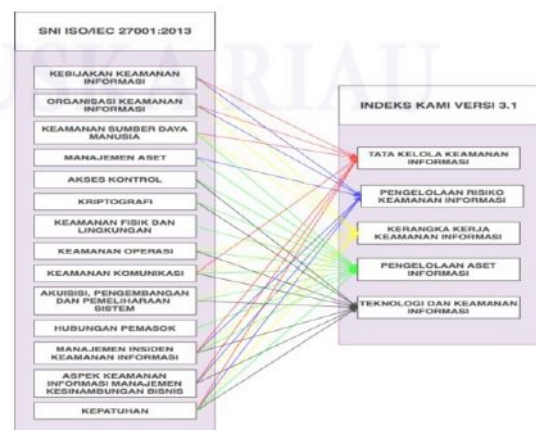 SNI ISO/IEC 27001:2013
KEBIJAKAN KEAMANAN
INFORMASI
ORGANISASI KEAMANAN
INFORMASI
KEAMANAN SUMBER DAYA
MANUSIA
MANAJEMEN ASET
AKSES KONTROL
KRIPTOGRAFI
KEAMANAN FISIK DAN
LINGKUNGAN
KEAMANAN OPERASI
KEAMANAN KOMUNIKASI
AKUISISI, PENGEMBANGAN
DAN PEMELIHARAAN
SISTEM
HUBUNGAN PEMASOK
MANAJEMEN INSIDEN
KEAMANAN INFORMASI
ASPEK KEAMANAN
INFORMASI MANAJEMEN
KESINAMBUNGAN BISNIS
KEPATUHAN
INDEKS KAMI VERSI 3.1
TATA KELOLA KEAMANAN
INFORMASI
PENGELOLAAN RISIKO
KEAMANAN INFORMASI
KERANGKA KERJA
KEAMANAN INFORMASI
PENGELOLAAN ASET
INFORMASI
TEKNOLOGI DAN KEAMANAN
INFORMASI
USKA RIAU